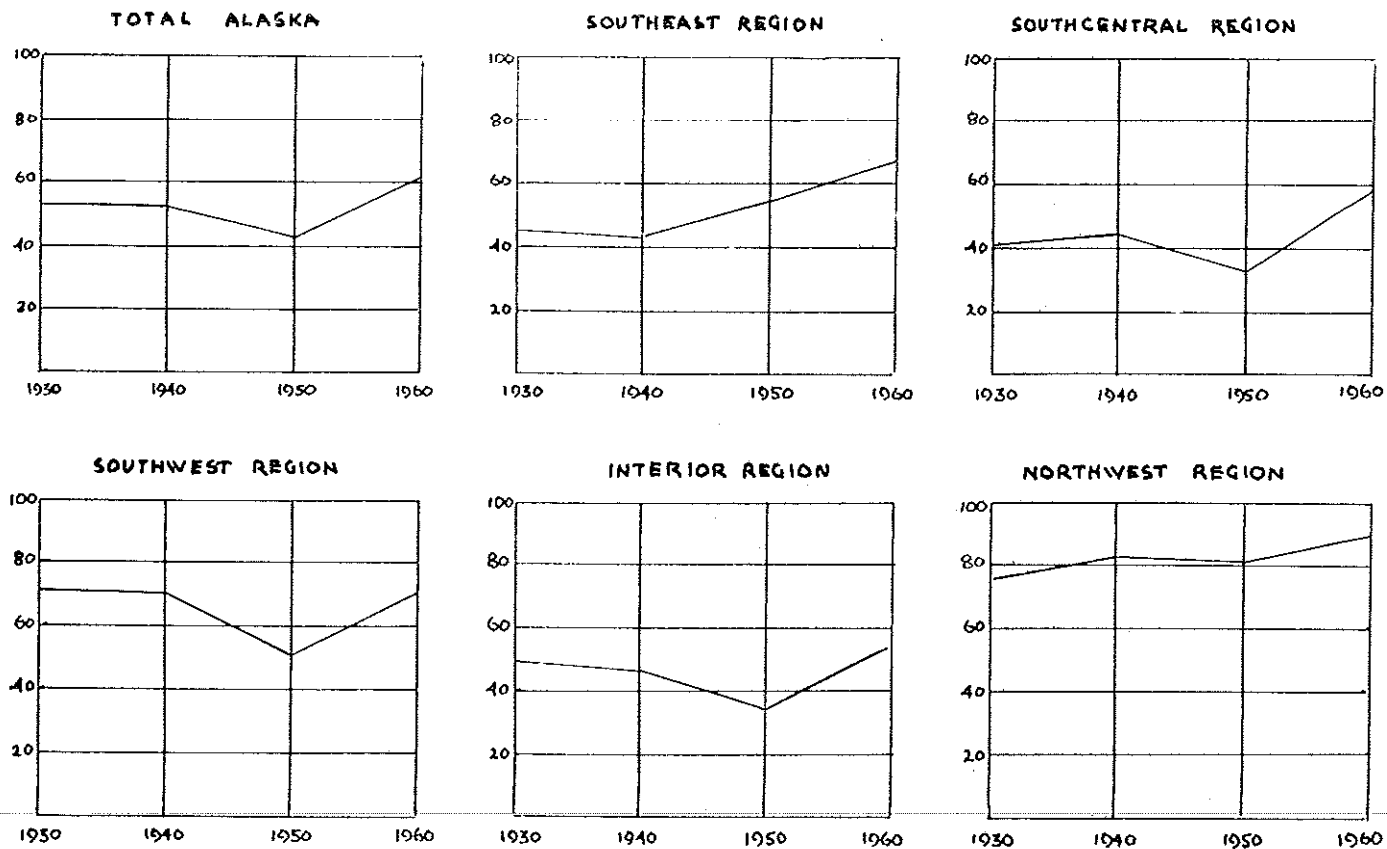 TOTAL ALASKA
100
80
60
40
20
1930 1940 1950 1960
SOUTHEAST REGION
100
80
60
40
20
1930 1940 1950 1960
SOUTHCENTRAL REGION
100
80
60
40
20
1930 1940 1950 1960
SOUTHWEST REGION
100
80
60
40
20
1930 1940 1950 1960
INTERIOR REGION
100
80
60
40
20
1930 1940 1950 1960
NORTHWEST REGION
100
80
60
40
20
1930 1940 1950 1960